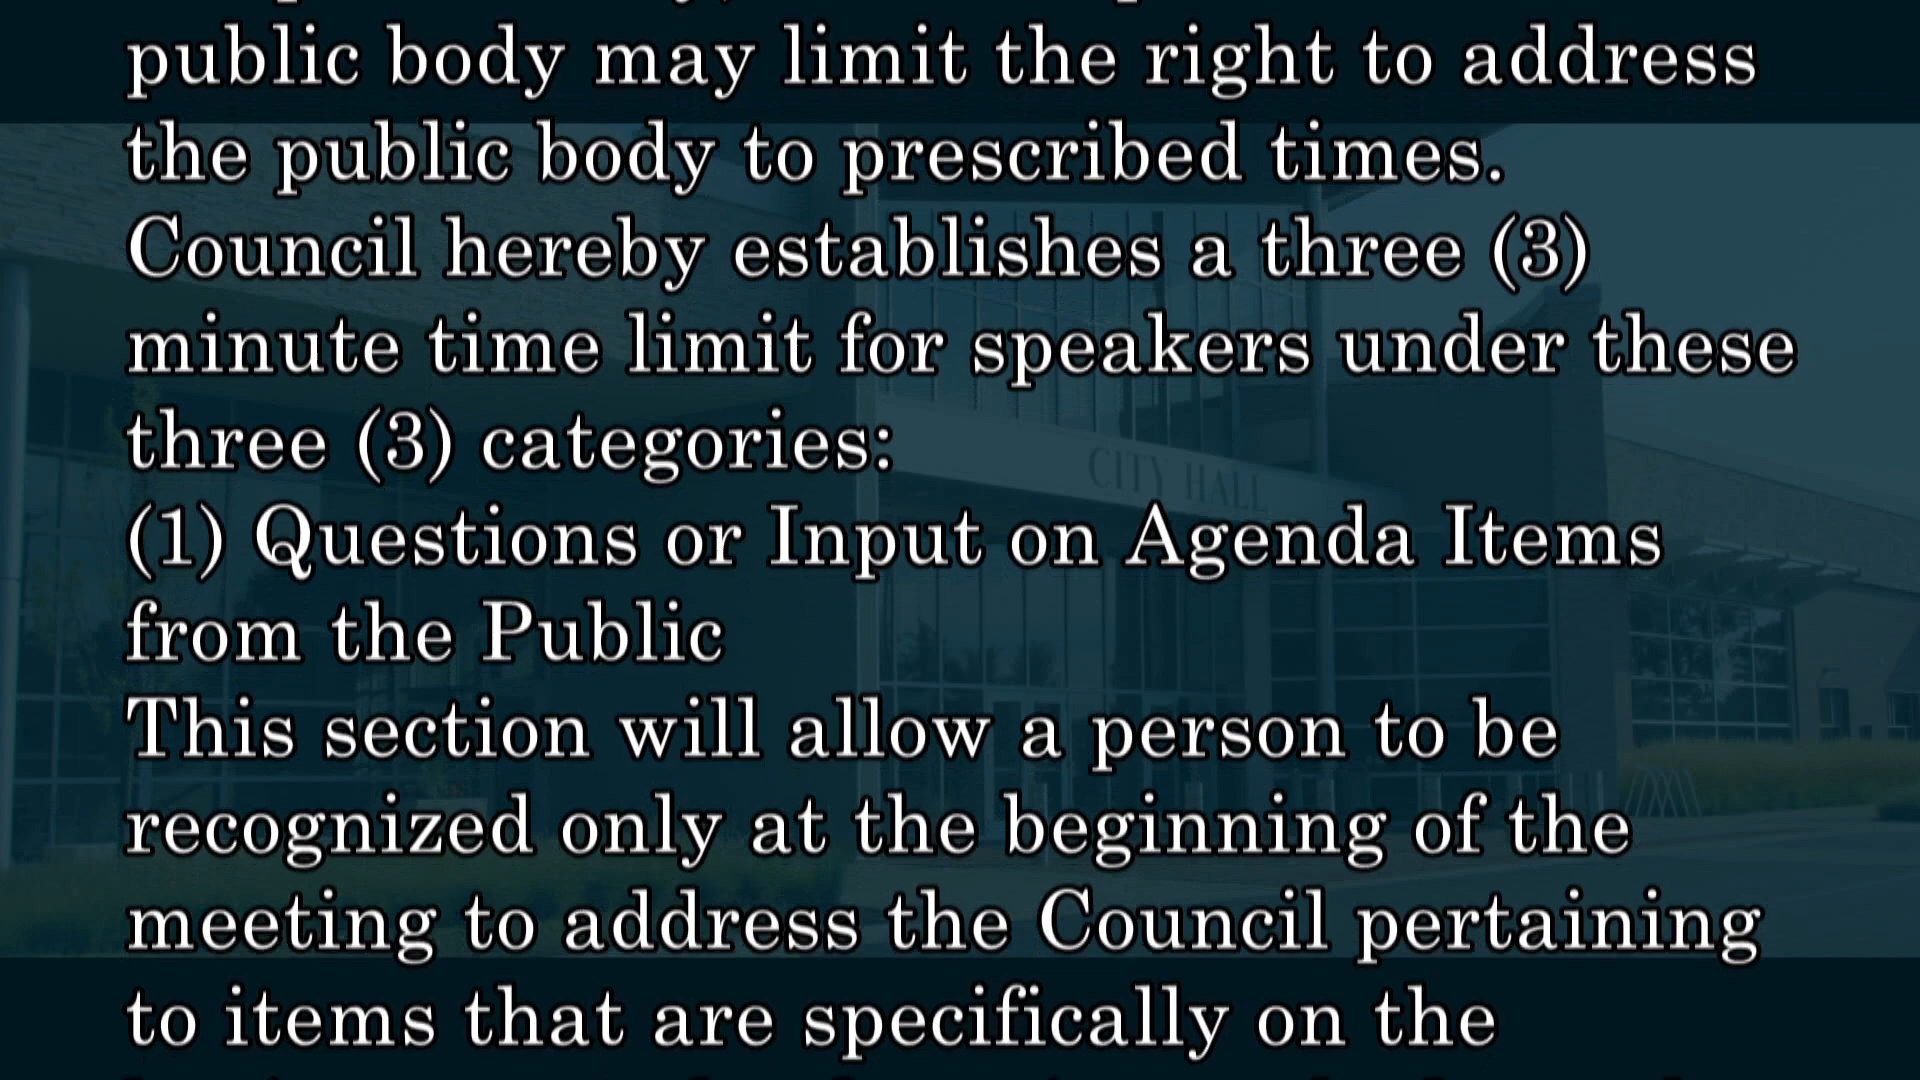 public body may limit the right to address
the public body to prescribed times.
Council hereby establishes a three (3)
minute time limit for speakers under these
three (3) categories:
(1) Questions or Input on Agenda Items
from the Public
This section will allow a person to be
recognized only at the beginning of the
meeting to address the Council pertaining
to items that are specifically on the
CITY HALL